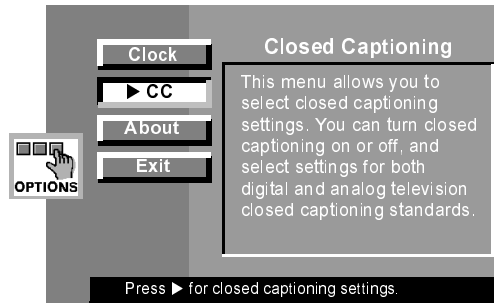 Clock
▶ CC
About
Exit
OPTIONS
Closed Captioning
This menu allows you to
select closed captioning
settings. You can turn closed
captioning on or off, and
select settings for both
digital and analog television
closed captioning standards.
Press ▶ for closed captioning settings.